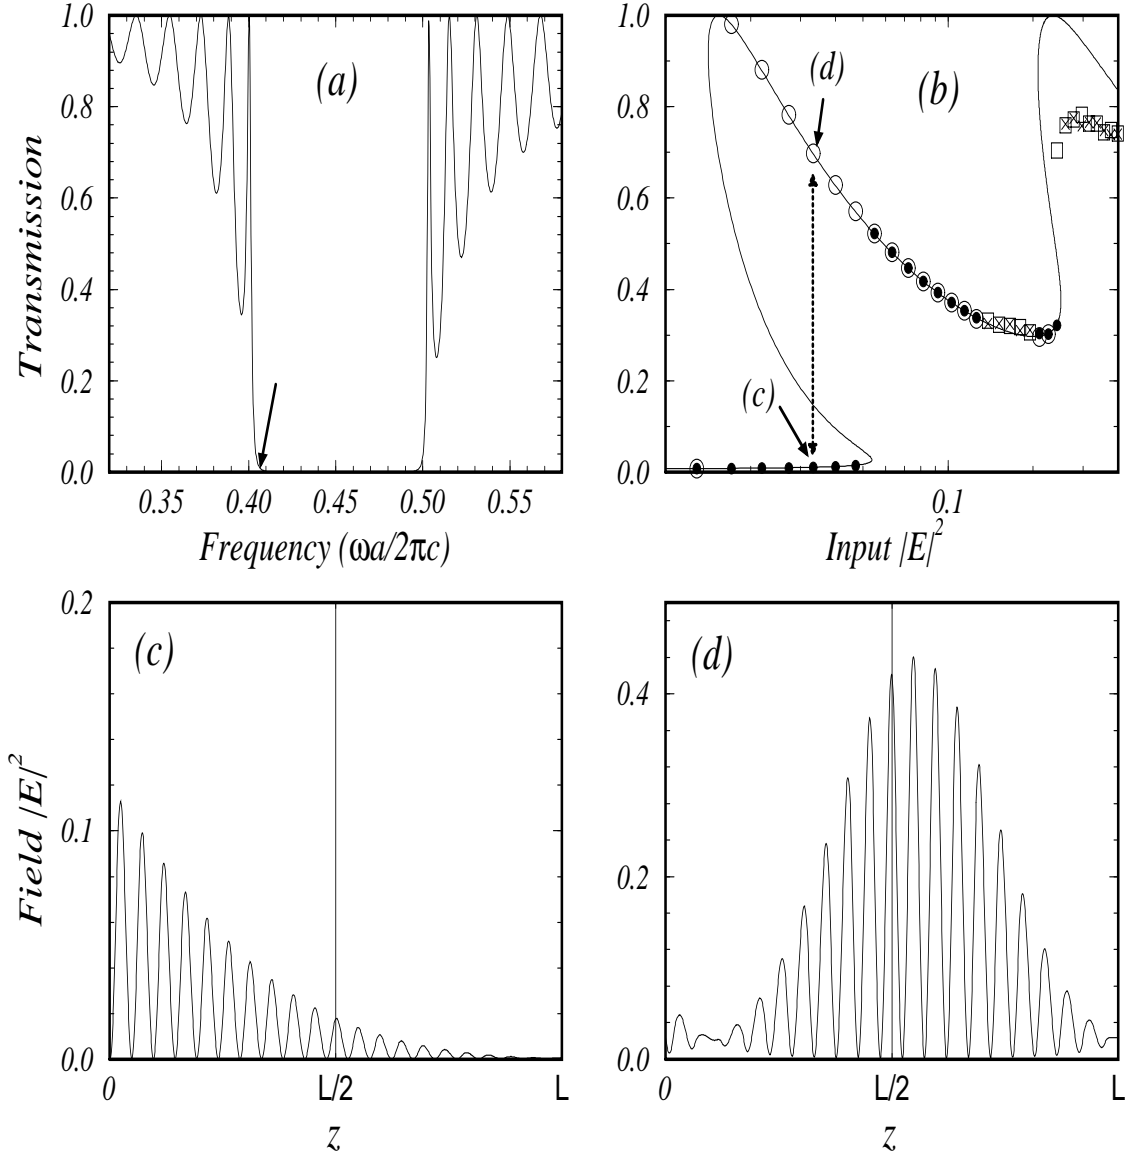 1.0
0.8
0.6
0.4
0.2
0.0
Transmission
(a)
0.35
0.40
0.45
0.50
0.55
Frequency (ωa/2πc)
1.0
0.8
0.6
0.4
0.2
0.0
(d)
(b)
(c)
0.1
Input |E|²
0.2
0.1
0.0
Field |E|²
(c)
0
L/2
L
z
0.4
0.2
0.0
(d)
0
L/2
L
z